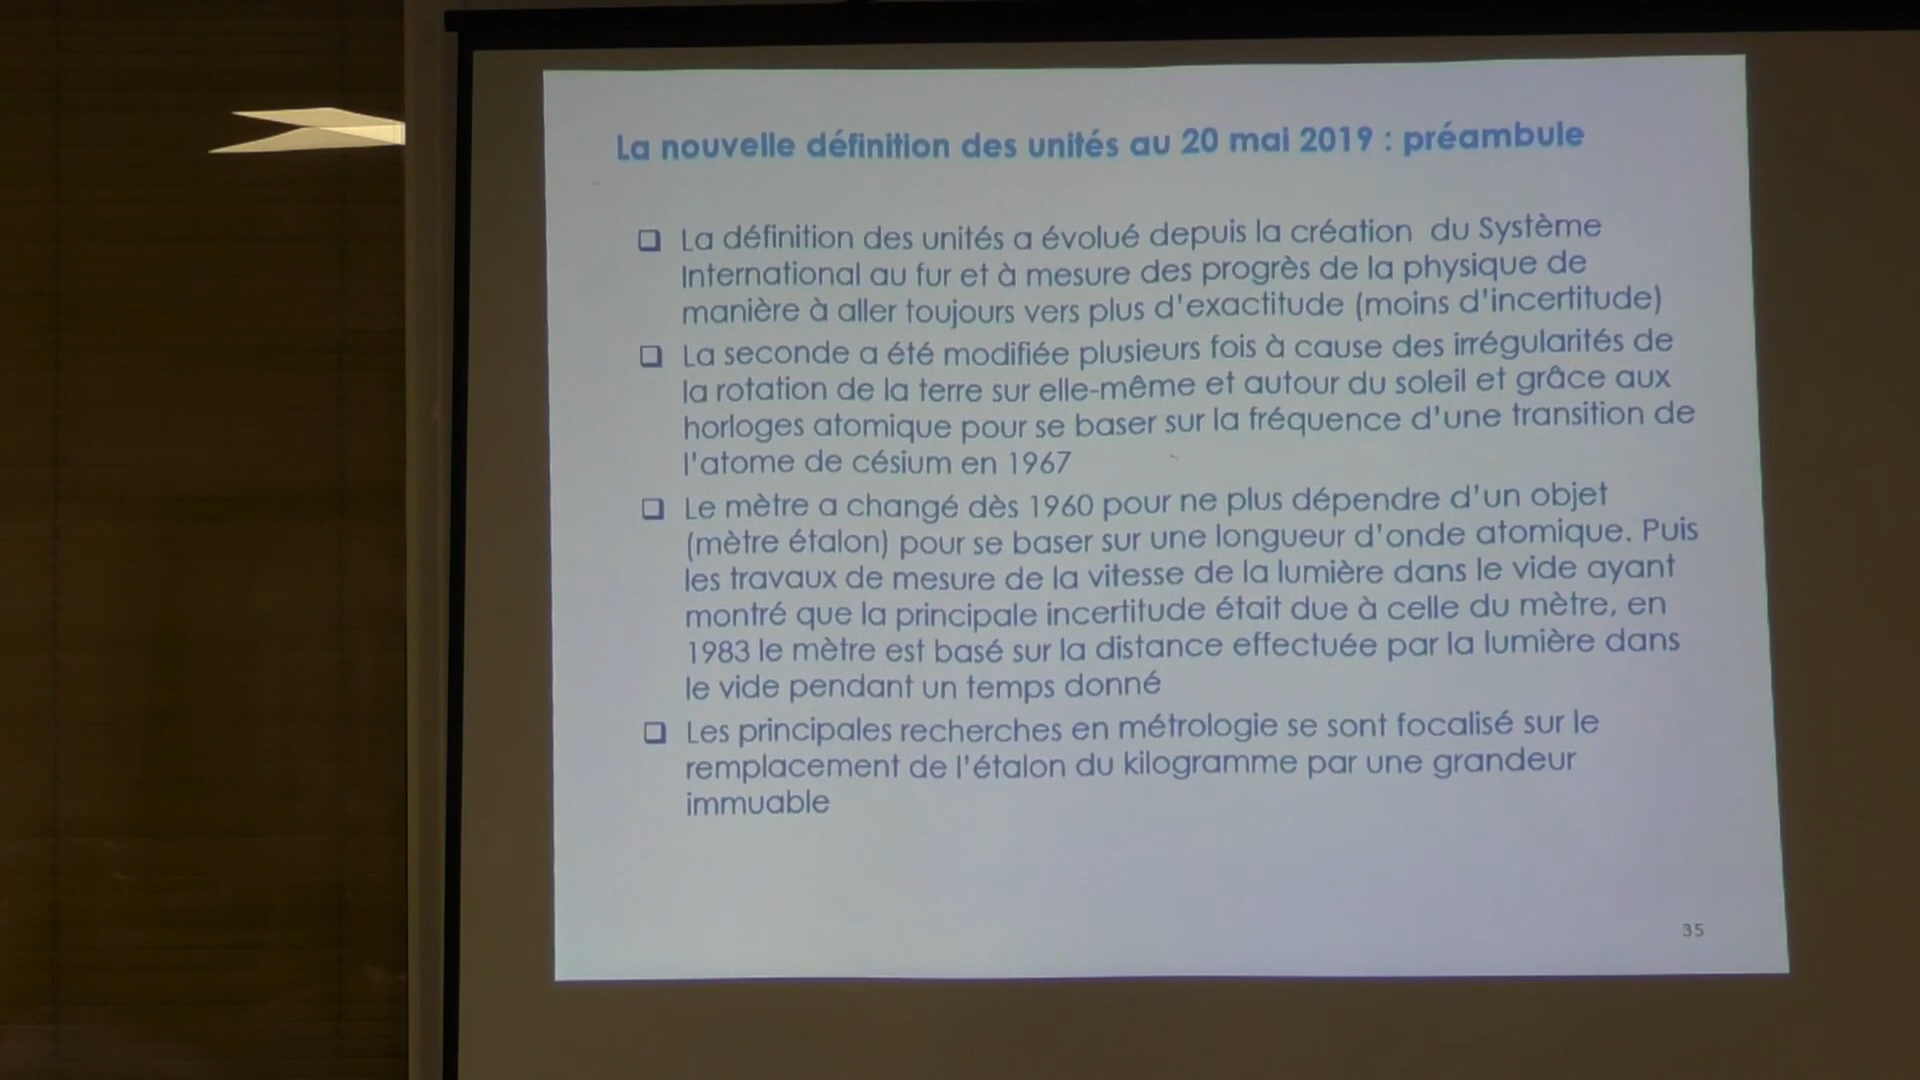 La nouvelle définition des unités au 20 mai 2019 : préambule
La définition des unités a évolué depuis la création du Système
International au fur et à mesure des progrès de la physique de
manière à aller toujours vers plus d'exactitude (moins d'incertitude)
La seconde a été modifiée plusieurs fois à cause des irrégularités de
la rotation de la terre sur elle-même et autour du soleil et grâce aux
horloges atomique pour se baser sur la fréquence d'une transition de
l'atome de césium en 1967
Le mètre a changé dès 1960 pour ne plus dépendre d'un objet
(mètre étalon) pour se baser sur une longueur d'onde atomique. Puis
les travaux de mesure de la vitesse de la lumière dans le vide ayant
montré que la principale incertitude était due à celle du mètre, en
1983 le mètre est basé sur la distance effectuée par la lumière dans
le vide pendant un temps donné
Les principales recherches en métrologie se sont focalisé sur le
remplacement de l'étalon du kilogramme par une grandeur
immuable
35